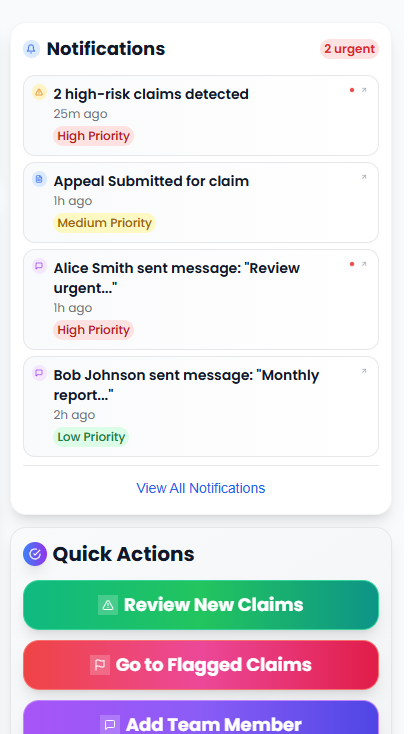 Notifications
2 urgent
2 high-risk claims detected
25m ago
High Priority
Appeal Submitted for claim
1h ago
Medium Priority
Alice Smith sent message: "Review
urgent..."
1h ago
High Priority
Bob Johnson sent message: "Monthly
report..."
2h ago
Low Priority
View All Notifications
Quick Actions
Review New Claims
Go to Flagged Claims
Add Team Member